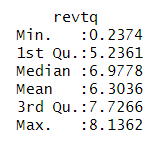 revtq
Min.   :0.2374
1st Qu.:5.2361
Median :6.9778
Mean   :6.3036
3rd Qu.:7.7266
Max.   :8.1362